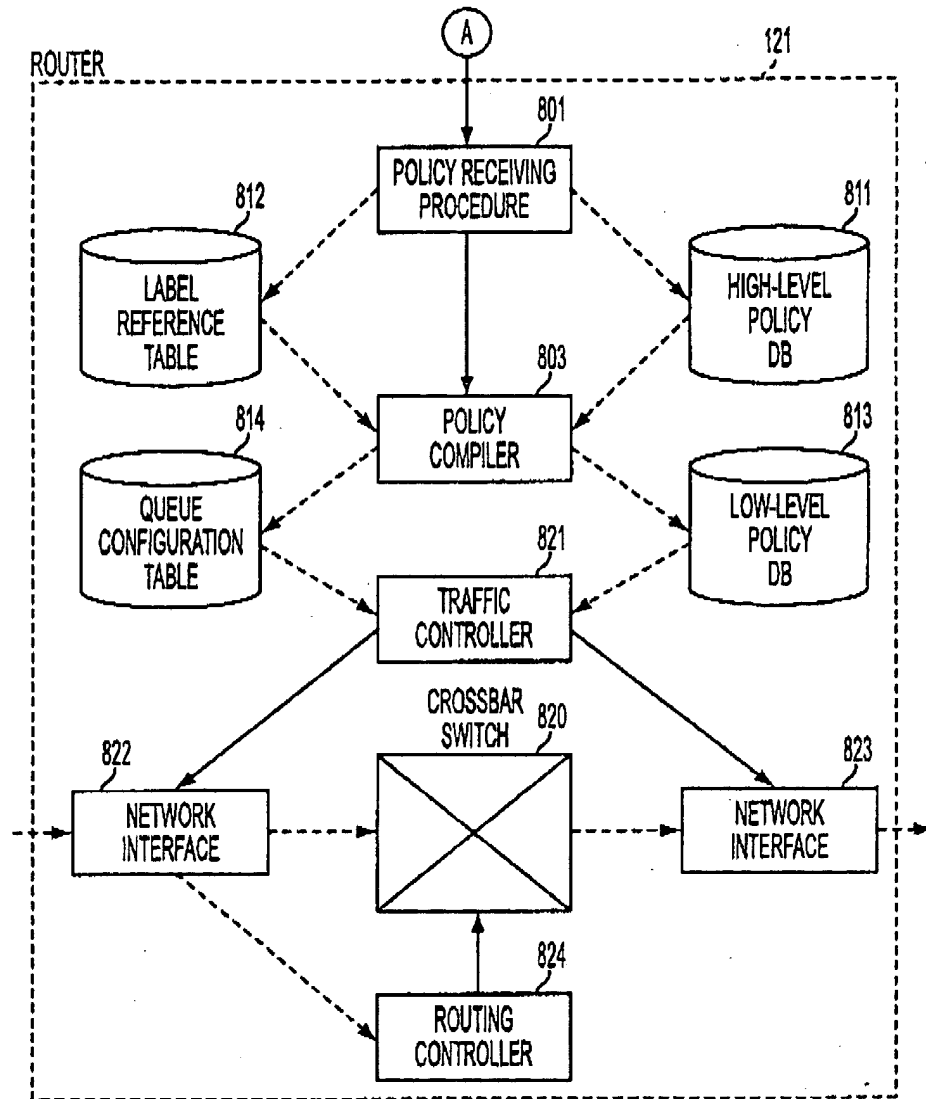 A
ROUTER
121
801
POLICY RECEIVING
PROCEDURE
812
LABEL
REFERENCE
TABLE
811
HIGH-LEVEL
POLICY
DB
803
POLICY
COMPILER
814
QUEUE
CONFIGURATION
TABLE
813
LOW-LEVEL
POLICY
DB
821
TRAFFIC
CONTROLLER
CROSSBAR
SWITCH
820
822
NETWORK
INTERFACE
823
NETWORK
INTERFACE
824
ROUTING
CONTROLLER